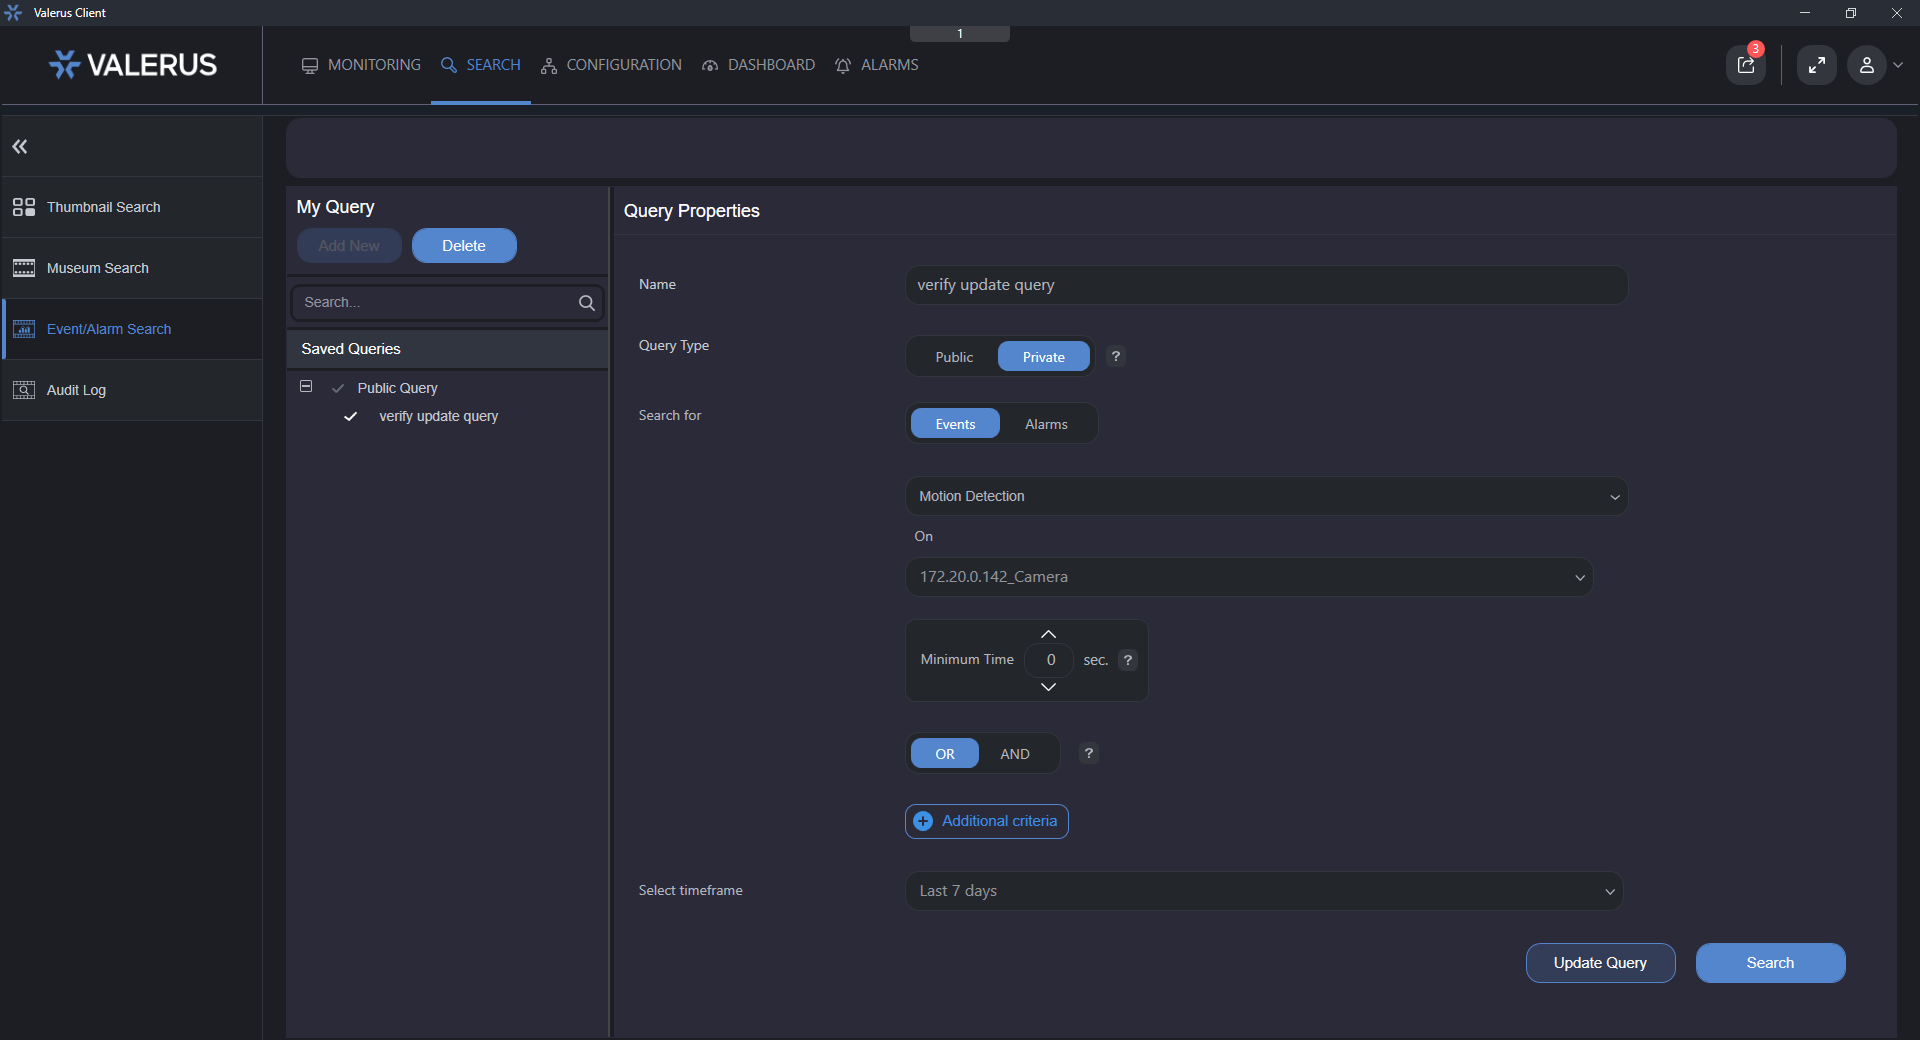 Valerus Client
1
VALERUS
MONITORING
SEARCH
CONFIGURATION
DASHBOARD
ALARMS
3
Thumbnail Search
Museum Search
Event/Alarm Search
Audit Log
My Query
Add New
Delete
Search...
Saved Queries
Public Query
verify update query
Query Properties
Name
verify update query
Query Type
Public
Private
?
Search for
Events
Alarms
Motion Detection
On
172.20.0.142_Camera
Minimum Time
0
sec.
?
OR
AND
?
Additional criteria
Select timeframe
Last 7 days
Update Query
Search